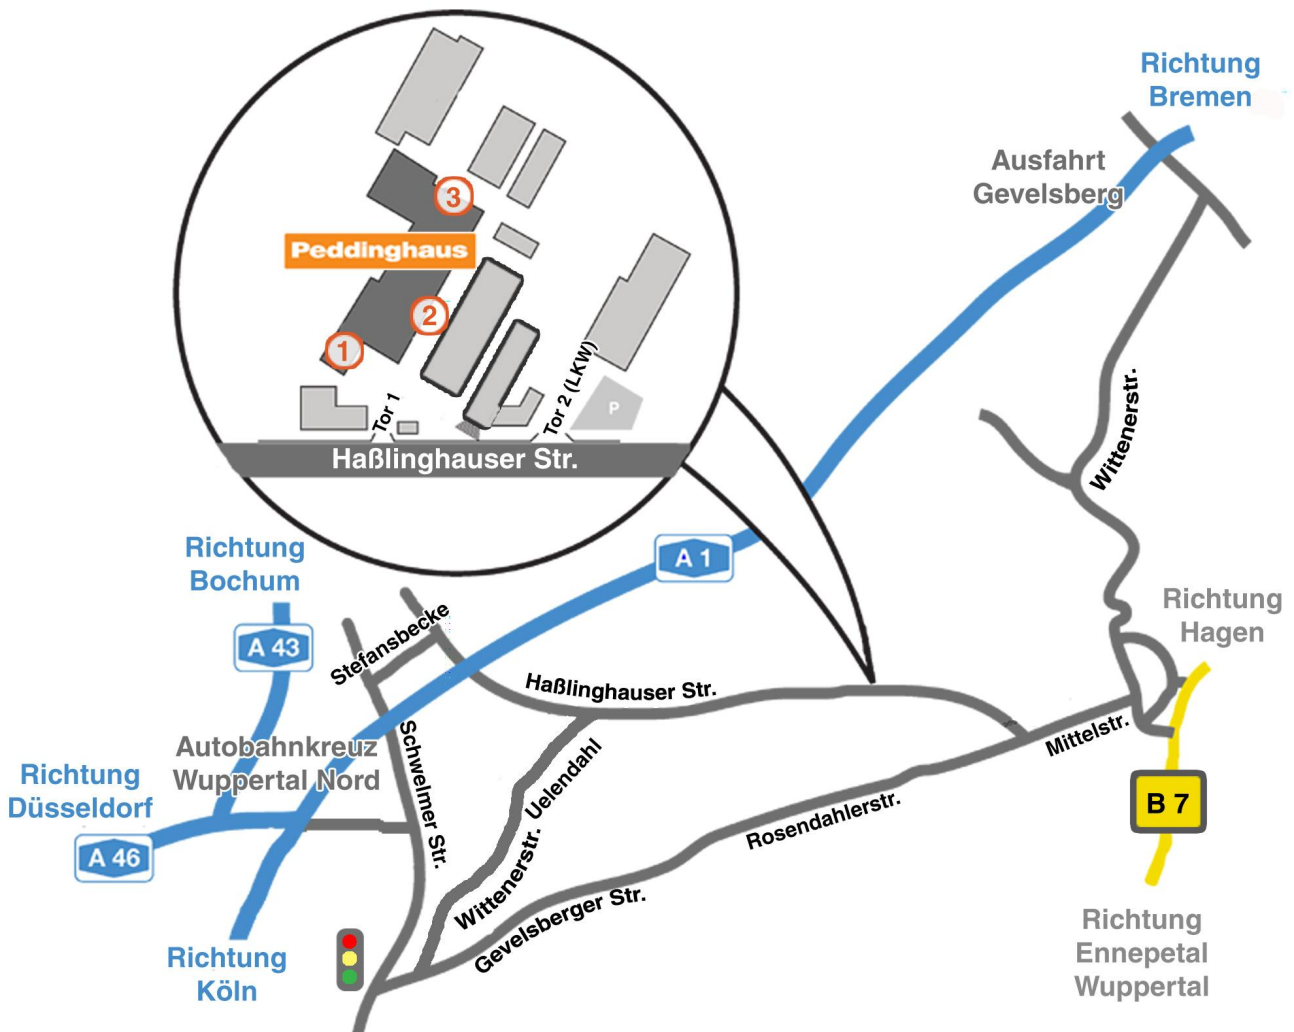 Richtung
Bremen
Ausfahrt
Gevelsberg
3
Peddinghaus
2
1
Tor 1
Tor 2 (LKW)
P
Haßlinghauser Str.
Wittenerstr.
Richtung
Bochum
A 1
A 43
Stefansbecke
Richtung
Hagen
Haßlinghauser Str.
Autobahnkreuz
Wuppertal Nord
Schwelmer Str.
Mittelstr.
Richtung
Düsseldorf
A 46
Wittenerstr. Uelendahl
Rosendahlerstr.
B 7
Gevelsberger Str.
Richtung
Köln
Richtung
Ennepetal
Wuppertal